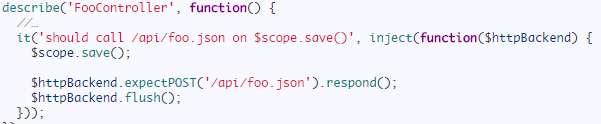 describe('FooController', function() {
//…
it('should call /api/foo.json on $scope.save()', inject(function($httpBackend) {
$scope.save();
$httpBackend.expectPOST('/api/foo.json').respond();
$httpBackend.flush();
}));